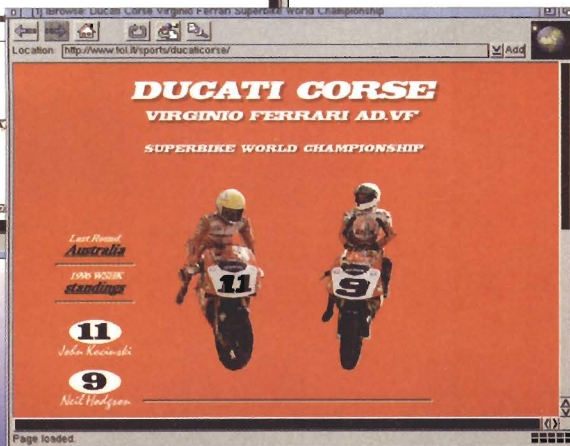 [1] IBrowse: Ducati Corse Virginio Ferrari Superbike World Championship
Location: http://www.tol.it/sports/ducaticorse/
Add
DUCATI CORSE
VIRGINIO FERRARI AD.VF
SUPERBIKE WORLD CHAMPIONSHIP
Last Round
Australia
1996 WSBK
standings
11
John Kocinski
9
Neil Hodgson
11
9
Page loaded.